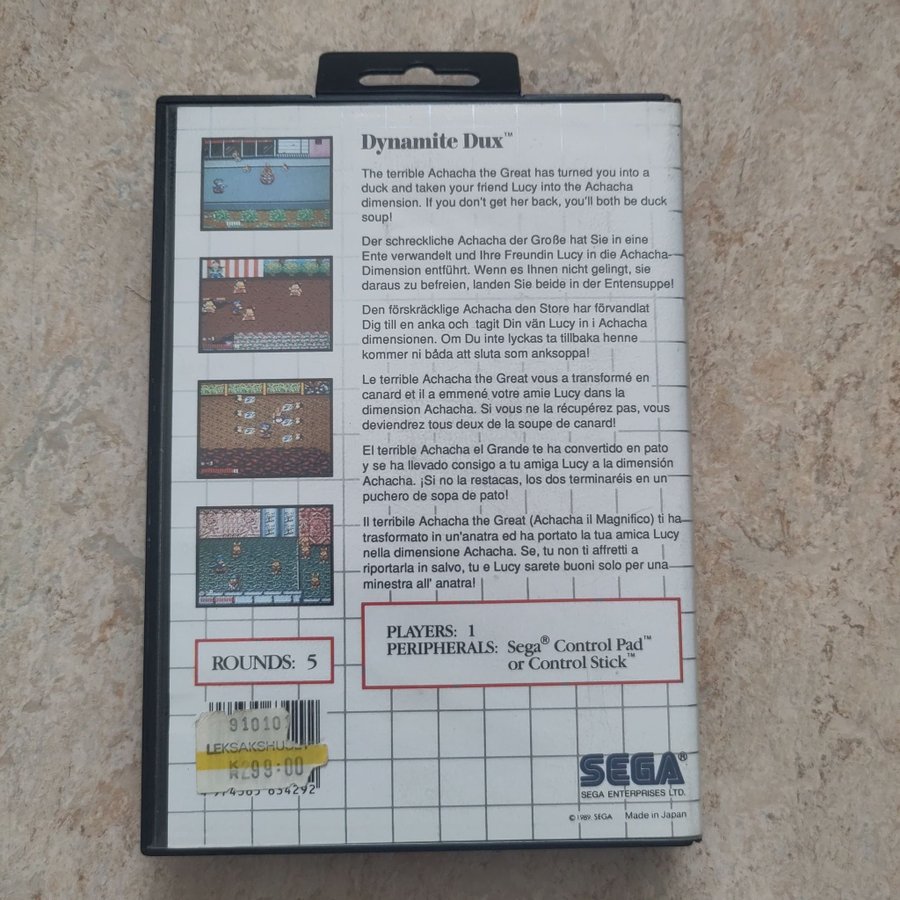 Dynamite Dux™
The terrible Achacha the Great has turned you into a
duck and taken your friend Lucy into the Achacha
dimension. If you don't get her back, you'll both be duck
soup!
Der schreckliche Achacha der Große hat Sie in eine
Ente verwandelt und Ihre Freundin Lucy in die Achacha-
Dimension entführt. Wenn es Ihnen nicht gelingt, sie
daraus zu befreien, landen Sie beide in der Entensuppe!
Den förskräcklige Achacha den Store har förvandlat
Dig till en anka och tagit Din vän Lucy in i Achacha
dimensionen. Om Du inte lyckas ta tillbaka henne
kommer ni båda att sluta som anksoppa!
Le terrible Achacha the Great vous a transformé en
canard et il a emmené votre amie Lucy dans la
dimension Achacha. Si vous ne la récupérez pas, vous
deviendrez tous deux de la soupe de canard!
El terrible Achacha el Grande te ha convertido en pato
y se ha llevado consigo a tu amiga Lucy a la dimensión
Achacha. ¡Si no la restacas, los dos terminaréis en un
puchero de sopa de pato!
Il terribile Achacha the Great (Achacha il Magnifico) ti ha
trasformato in un'anatra ed ha portato la tua amica Lucy
nella dimensione Achacha. Se, tu non ti affretti a
riportarla in salvo, tu e Lucy sarete buoni solo per una
minestra all' anatra!
PLAYERS: 1
PERIPHERALS: Sega® Control Pad™
or Control Stick™
ROUNDS: 5
910101
LEKSAKSHUSET
K299:00
4 974365 634292
SEGA®
SEGA ENTERPRISES LTD.
© 1989 SEGA Made in Japan